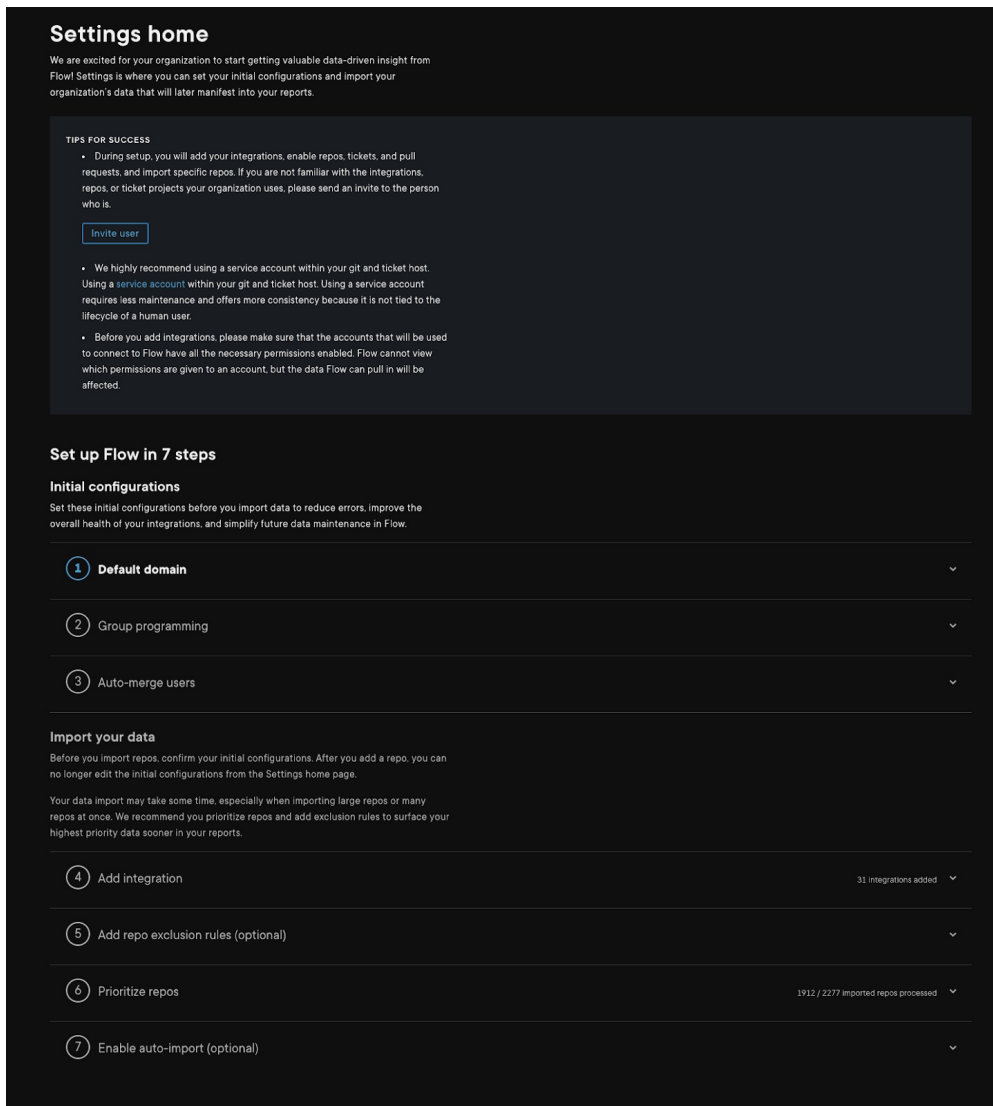 Settings home
We are excited for your organization to start getting valuable data-driven insight from
Flow! Settings is where you can set your initial configurations and import your
organization's data that will later manifest into your reports.
TIPS FOR SUCCESS
• During setup, you will add your integrations, enable repos, tickets, and pull
requests, and import specific repos. If you are not familiar with the integrations,
repos, or ticket projects your organization uses, please send an invite to the person
who is.
Invite user
• We highly recommend using a service account within your git and ticket host.
Using a service account within your git and ticket host. Using a service account
requires less maintenance and offers more consistency because it is not tied to the
lifecycle of a human user.
• Before you add integrations, please make sure that the accounts that will be used
to connect to Flow have all the necessary permissions enabled. Flow cannot view
which permissions are given to an account, but the data Flow can pull in will be
affected.
Set up Flow in 7 steps
Initial configurations
Set these initial configurations before you import data to reduce errors, improve the
overall health of your integrations, and simplify future data maintenance in Flow.
1 Default domain
2 Group programming
3 Auto-merge users
Import your data
Before you import repos, confirm your initial configurations. After you add a repo, you can
no longer edit the initial configurations from the Settings home page.
Your data import may take some time, especially when importing large repos or many
repos at once. We recommend you prioritize repos and add exclusion rules to surface your
highest priority data sooner in your reports.
4 Add integration 31 integrations added
5 Add repo exclusion rules (optional)
6 Prioritize repos 1912 / 2277 imported repos processed
7 Enable auto-import (optional)